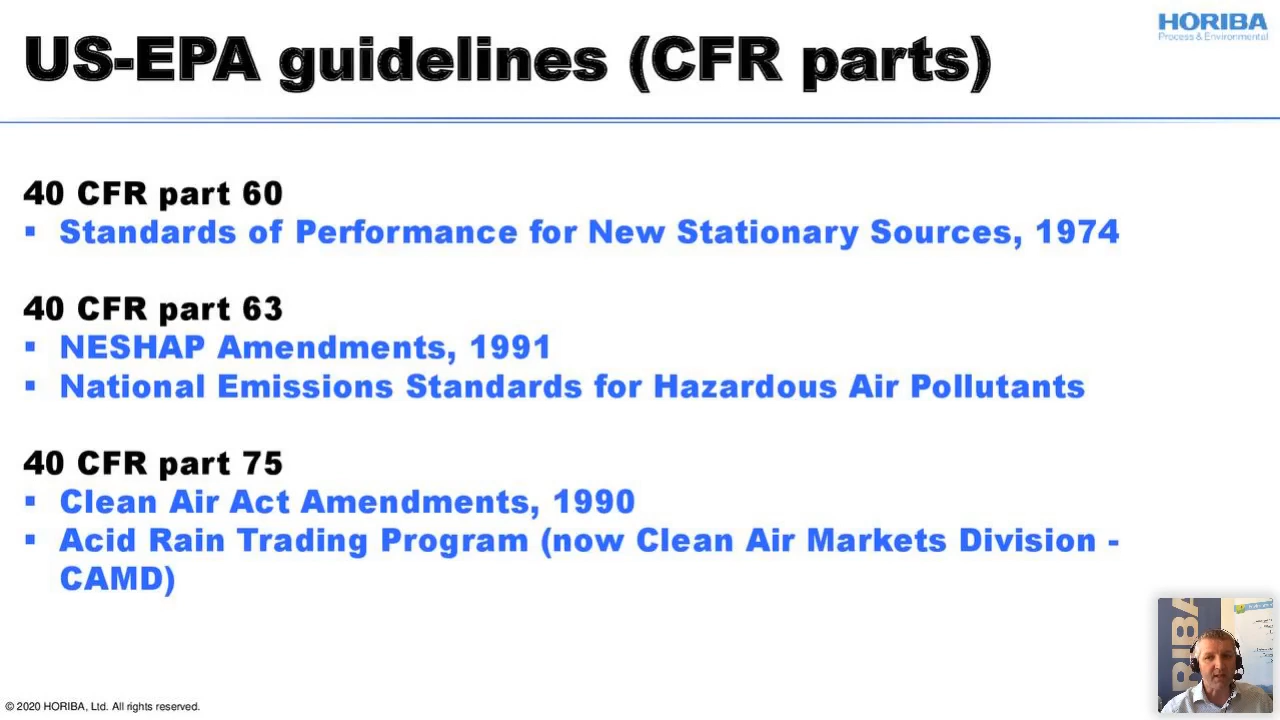 HORIBA
Process & Environmental
US-EPA guidelines (CFR parts)
40 CFR part 60
▪ Standards of Performance for New Stationary Sources, 1974
40 CFR part 63
▪ NESHAP Amendments, 1991
▪ National Emissions Standards for Hazardous Air Pollutants
40 CFR part 75
▪ Clean Air Act Amendments, 1990
▪ Acid Rain Trading Program (now Clean Air Markets Division -
CAMD)
RIBA
© 2020 HORIBA, Ltd. All rights reserved.